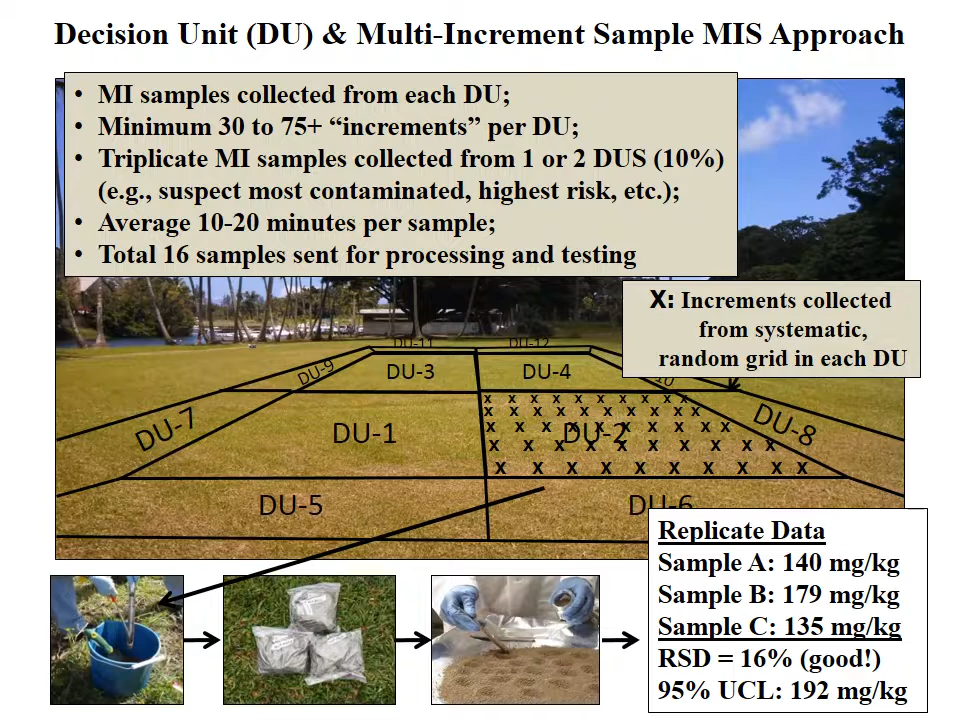 Decision Unit (DU) & Multi-Increment Sample MIS Approach
• MI samples collected from each DU;
• Minimum 30 to 75+ “increments” per DU;
• Triplicate MI samples collected from 1 or 2 DUS (10%)
(e.g., suspect most contaminated, highest risk, etc.);
• Average 10-20 minutes per sample;
• Total 16 samples sent for processing and testing
X: Increments collected
from systematic,
random grid in each DU
DU-11 DU-12
DU-9 DU-3 DU-4 10
x x x x x x x x x x
x x x x x x x x x x
DU-7 DU-1 DU-2 DU-8
x x x x x x x x x x
x x x x x x x x x x
x x x x x x x x x x
DU-5 DU-6
Replicate Data
Sample A: 140 mg/kg
Sample B: 179 mg/kg
Sample C: 135 mg/kg
RSD = 16% (good!)
95% UCL: 192 mg/kg